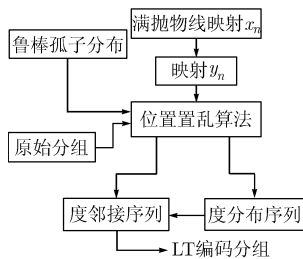 满抛物线映射xn
鲁棒孤子分布
映射yn
位置置乱算法
原始分组
度邻接序列
度分布序列
LT编码分组